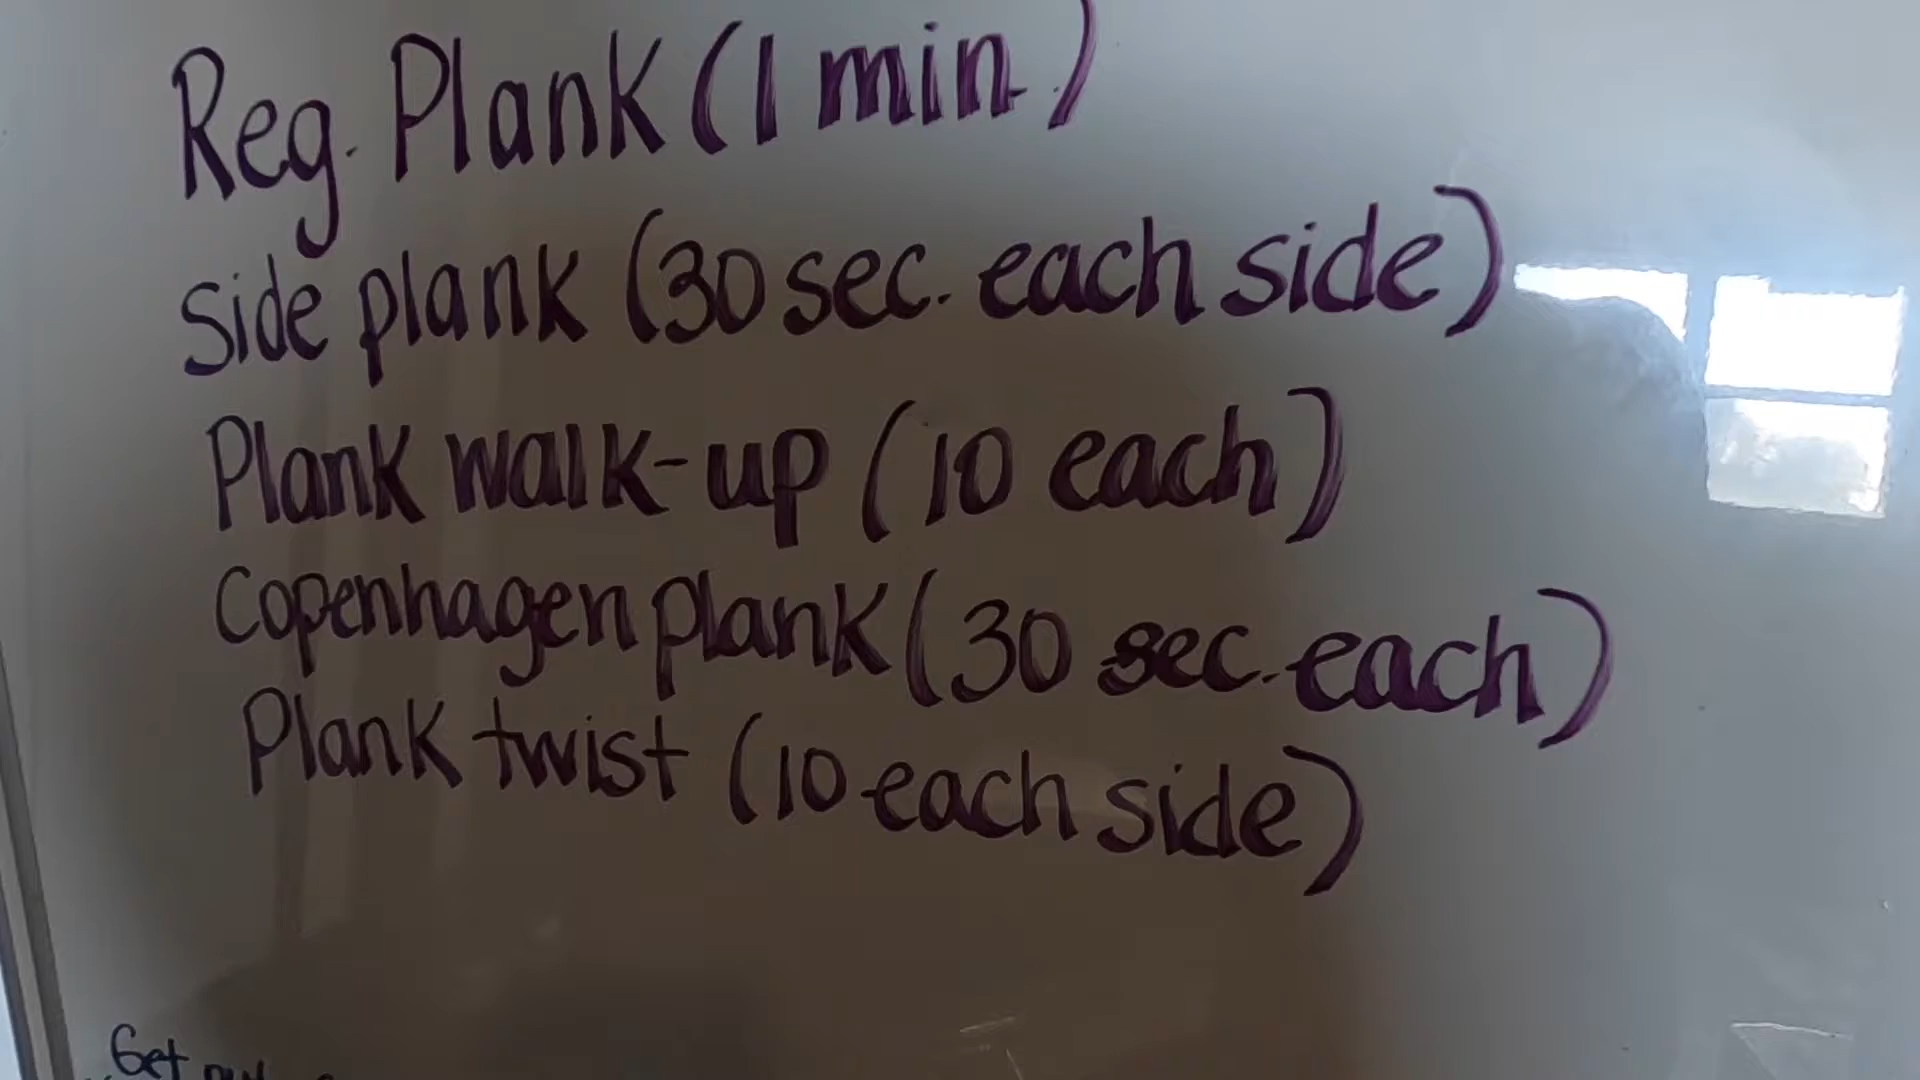 Reg. Plank (1 min.)
Side plank (30 sec. each side)
Plank walk-up (10 each)
Copenhagen plank (30 sec. each)
Plank twist (10 each side)
Get